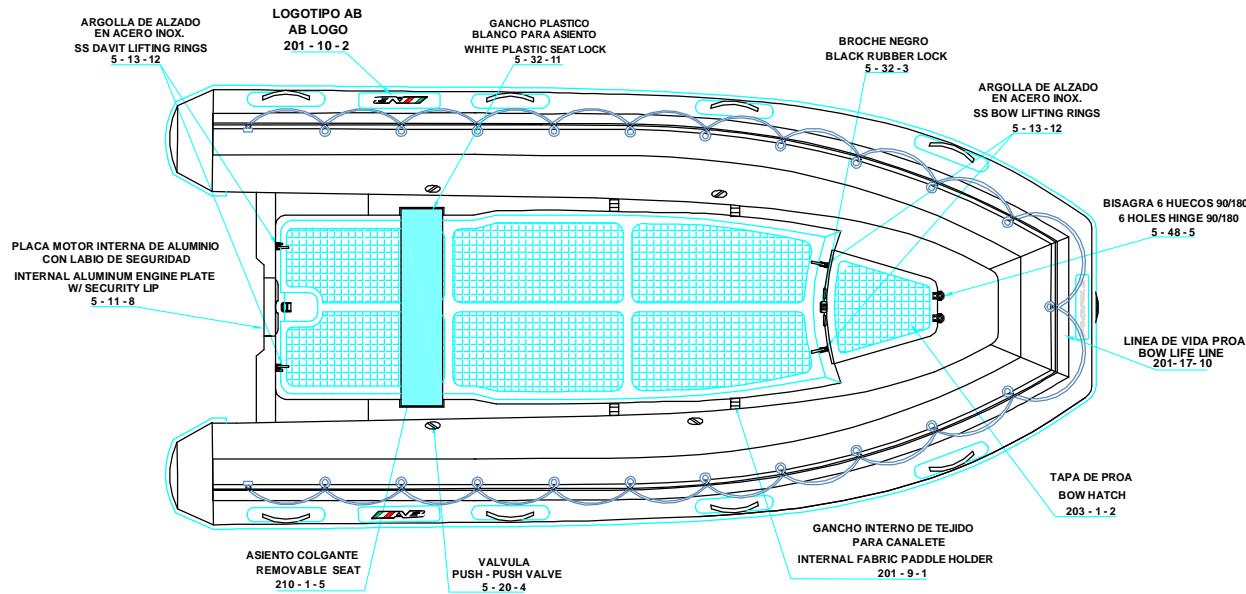 ARGOLLA DE ALZADO
EN ACERO INOX.
SS DAVIT LIFTING RINGS
5 - 13 - 12
LOGOTIPO AB
AB LOGO
201 - 10 - 2
GANCHO PLASTICO
BLANCO PARA ASIENTO
WHITE PLASTIC SEAT LOCK
5 - 32 - 11
BROCHE NEGRO
BLACK RUBBER LOCK
5 - 32 - 3
ARGOLLA DE ALZADO
EN ACERO INOX.
SS BOW LIFTING RINGS
5 - 13 - 12
BISAGRA 6 HUECOS 90/180
6 HOLES HINGE 90/180
5 - 48 - 5
PLACA MOTOR INTERNA DE ALUMINIO
CON LABIO DE SEGURIDAD
INTERNAL ALUMINUM ENGINE PLATE
W/ SECURITY LIP
5 - 11 - 8
LINEA DE VIDA PROA
BOW LIFE LINE
201- 17- 10
TAPA DE PROA
BOW HATCH
203 - 1 - 2
GANCHO INTERNO DE TEJIDO
PARA CANALETE
INTERNAL FABRIC PADDLE HOLDER
201 - 9 - 1
VALVULA
PUSH - PUSH VALVE
5 - 20 - 4
ASIENTO COLGANTE
REMOVABLE SEAT
210 - 1 - 5